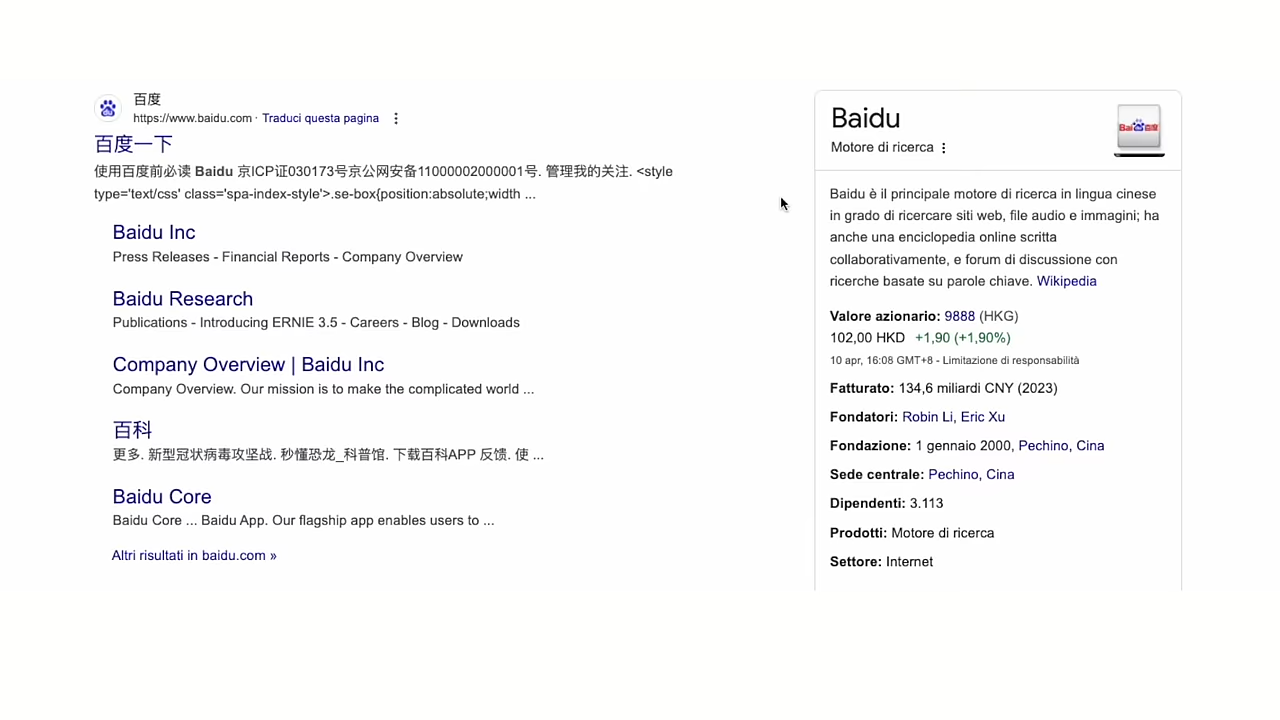 百度
https://www.baidu.com · Traduci questa pagina
百度一下
使用百度前必读 Baidu 京ICP证030173号京公网安备11000002000001号. 管理我的关注. <style
type='text/css' class='spa-index-style'>.se-box{position:absolute;width ...
Baidu Inc
Press Releases - Financial Reports - Company Overview
Baidu Research
Publications - Introducing ERNIE 3.5 - Careers - Blog - Downloads
Company Overview | Baidu Inc
Company Overview. Our mission is to make the complicated world ...
百科
更多. 新型冠状病毒攻坚战. 秒懂恐龙_科普馆. 下载百科APP 反馈. 使 ...
Baidu Core
Baidu Core ... Baidu App. Our flagship app enables users to ...
Altri risultati in baidu.com »
Baidu
Motore di ricerca
Bai 百度
Baidu è il principale motore di ricerca in lingua cinese
in grado di ricercare siti web, file audio e immagini; ha
anche una enciclopedia online scritta
collaborativamente, e forum di discussione con
ricerche basate su parole chiave. Wikipedia
Valore azionario: 9888 (HKG)
102,00 HKD +1,90 (+1,90%)
10 apr, 16:08 GMT+8 - Limitazione di responsabilità
Fatturato: 134,6 miliardi CNY (2023)
Fondatori: Robin Li, Eric Xu
Fondazione: 1 gennaio 2000, Pechino, Cina
Sede centrale: Pechino, Cina
Dipendenti: 3.113
Prodotti: Motore di ricerca
Settore: Internet